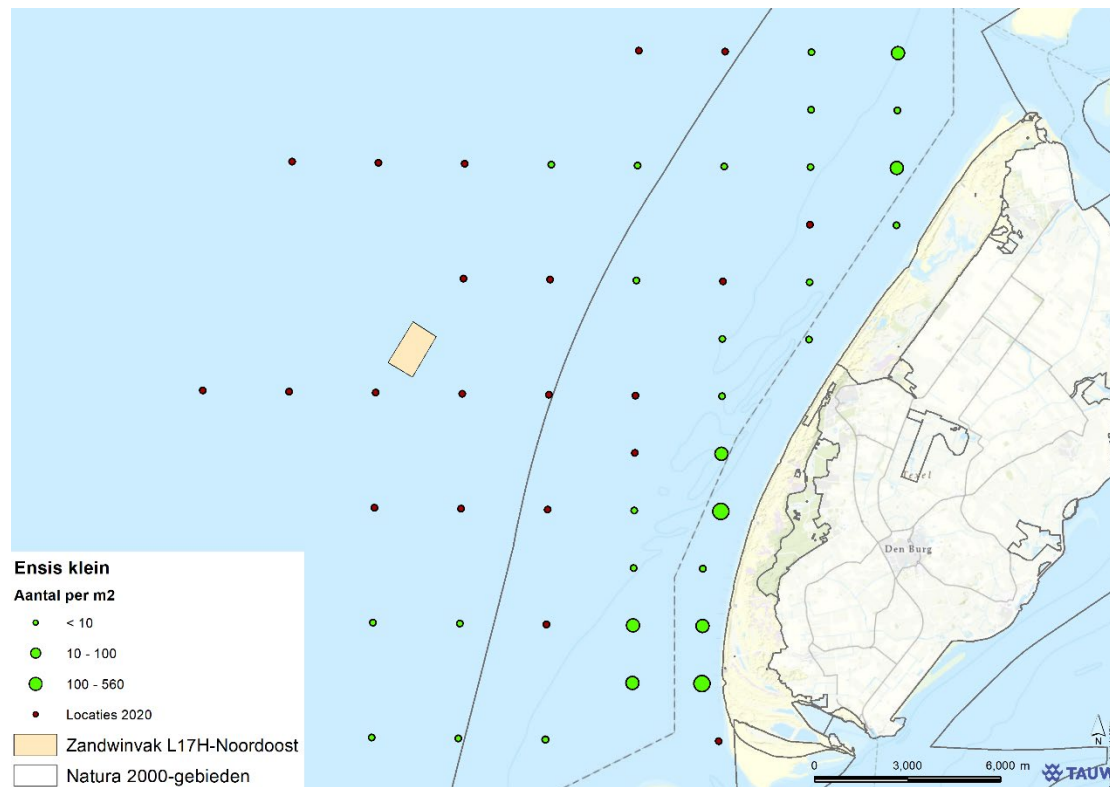 Texel
Den Burg
Ensis klein
Aantal per m2
< 10
10 - 100
100 - 560
Locaties 2020
Zandwinvak L17H-Noordoost
Natura 2000-gebieden
N
0 3,000 6,000 m
TAUW